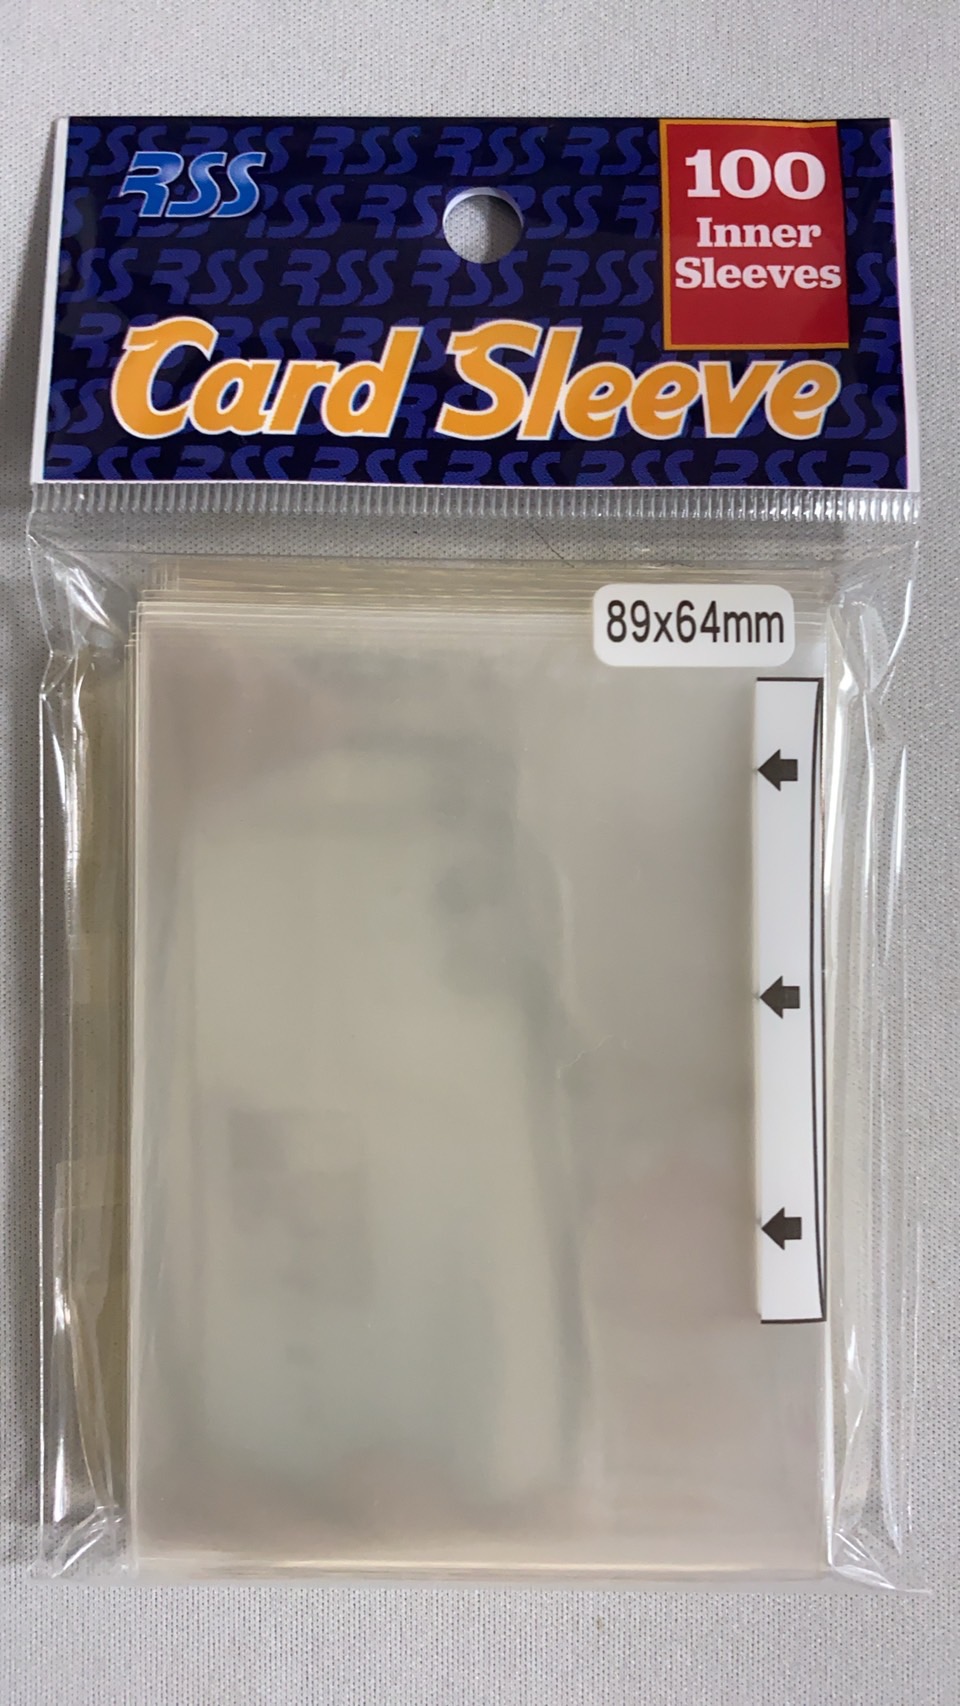 RSS
100
Inner
Sleeves
Card Sleeve
89x64mm